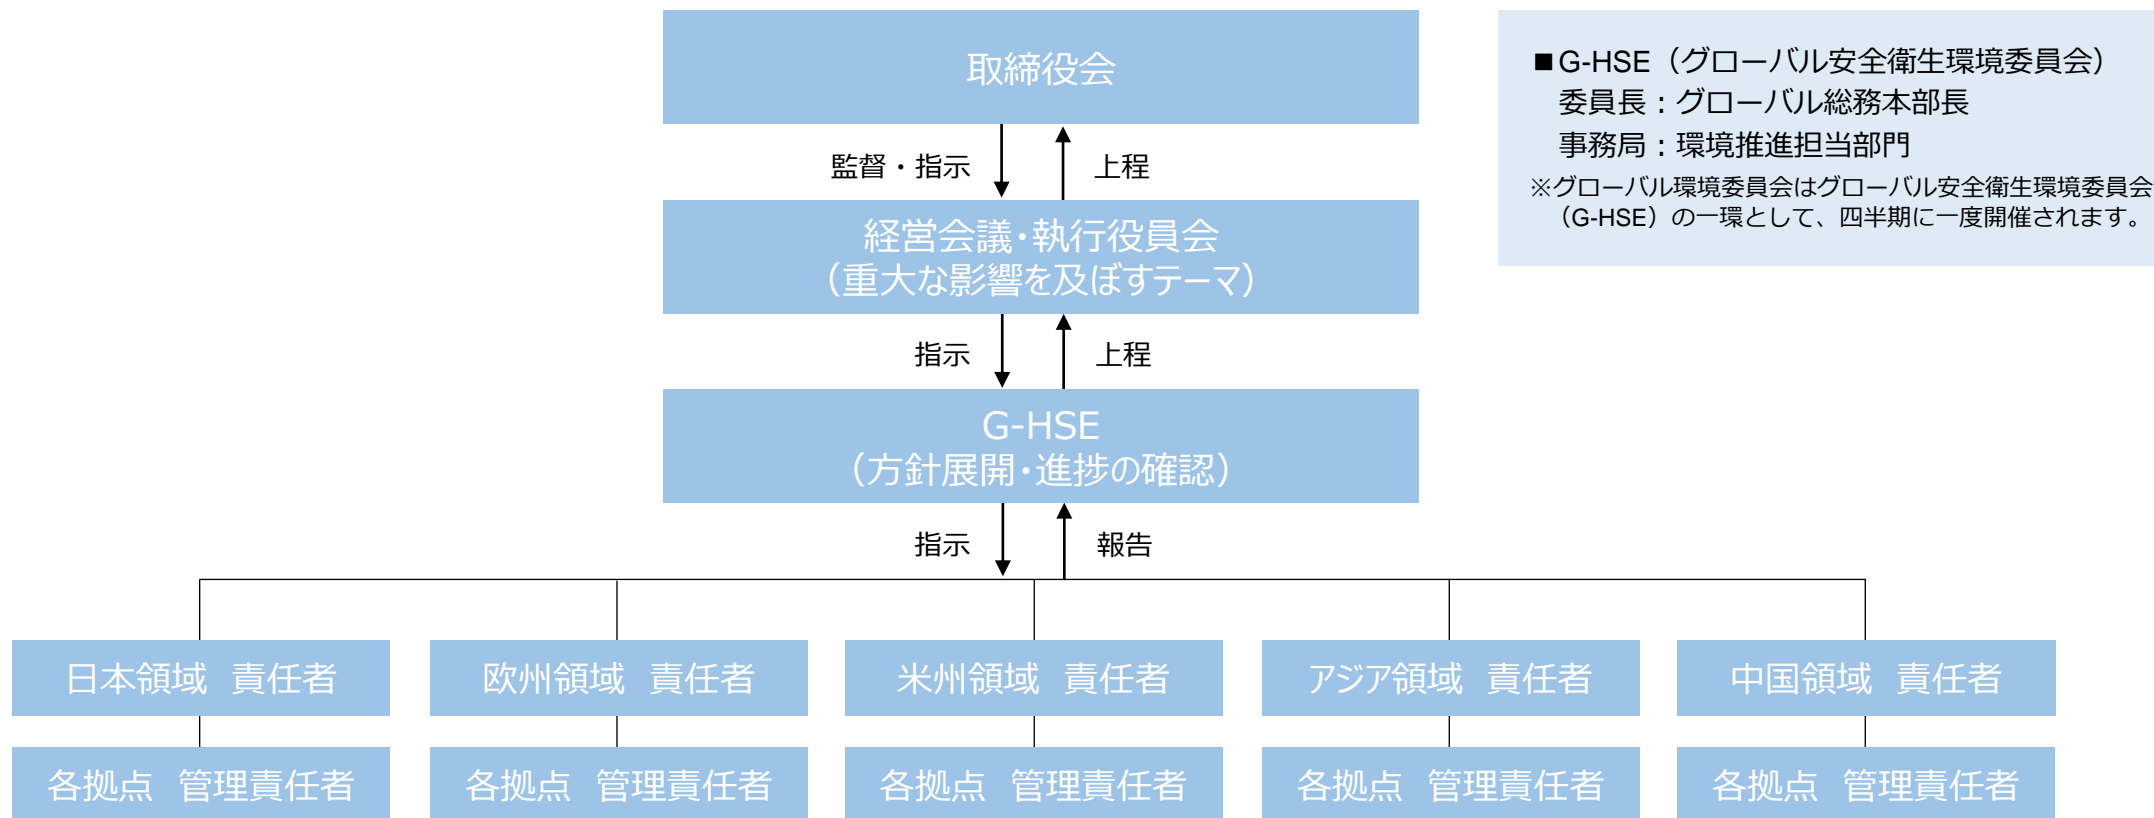 取締役会
■G-HSE（グローバル安全衛生環境委員会）
委員長：グローバル総務本部長
事務局：環境推進担当部門
※グローバル環境委員会はグローバル安全衛生環境委員会
（G-HSE）の一環として、四半期に一度開催されます。
監督・指示
上程
経営会議・執行役員会
（重大な影響を及ぼすテーマ）
指示
上程
G-HSE
（方針展開・進捗の確認）
指示
報告
日本領域　責任者
欧州領域　責任者
米州領域　責任者
アジア領域　責任者
中国領域　責任者
各拠点　管理責任者
各拠点　管理責任者
各拠点　管理責任者
各拠点　管理責任者
各拠点　管理責任者